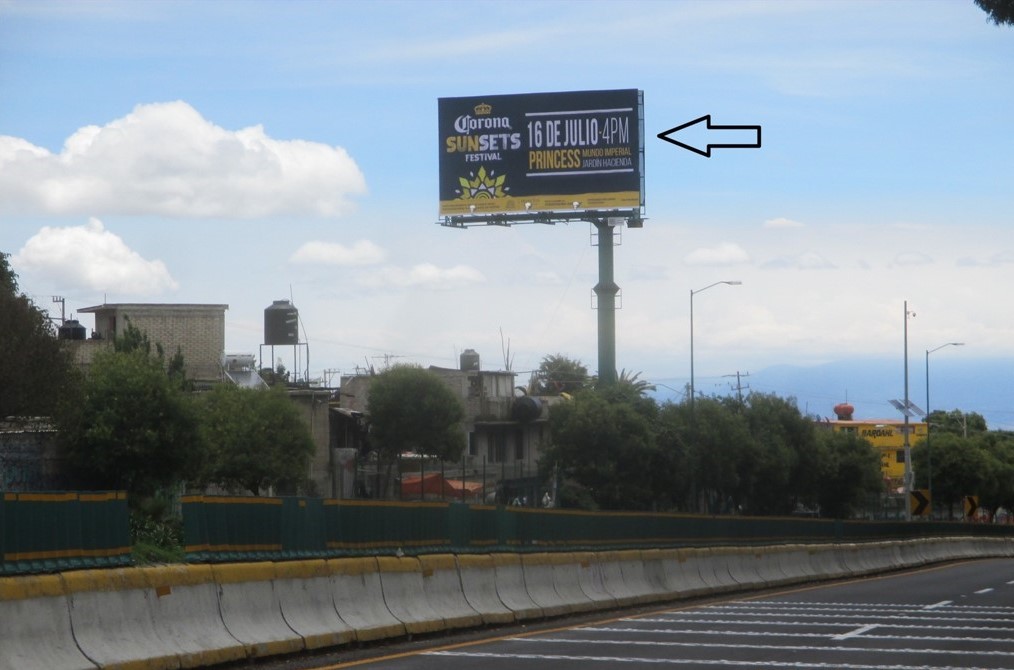 Corona
SUNSETS
FESTIVAL
16 DE JULIO-4PM
PRINCESS MUNDO IMPERIAL
JARDÍN HACIENDA